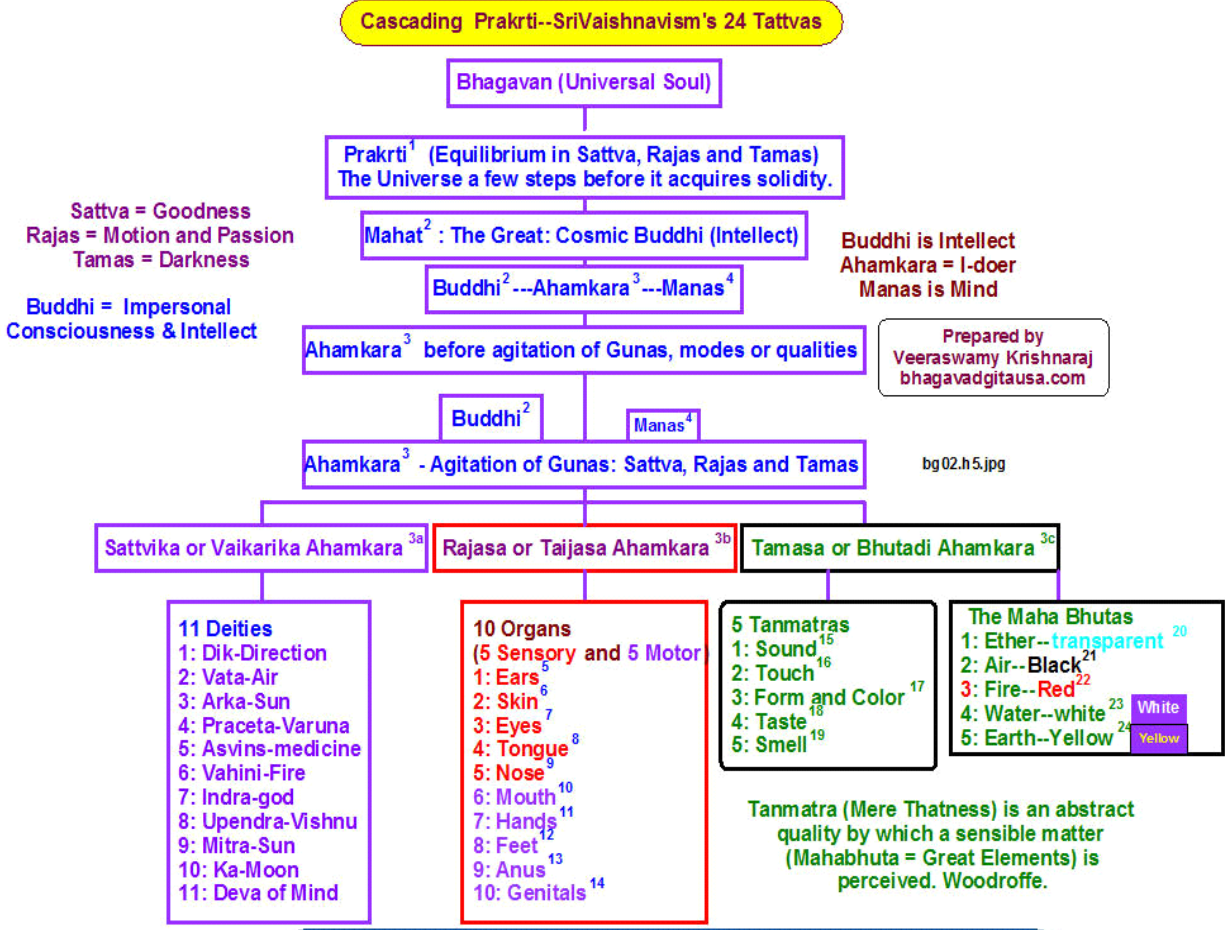 Cascading Prakrti--SriVaishnavism's 24 Tattvas
Bhagavan (Universal Soul)
Prakrti1 (Equilibrium in Sattva, Rajas and Tamas)
The Universe a few steps before it acquires solidity.
Sattva = Goodness
Rajas = Motion and Passion
Tamas = Darkness
Buddhi = Impersonal
Consciousness & Intellect
Mahat2 : The Great: Cosmic Buddhi (Intellect)
Buddhi2---Ahamkara3---Manas4
Buddhi is Intellect
Ahamkara = I-doer
Manas is Mind
Ahamkara3 before agitation of Gunas, modes or qualities
Prepared by
Veeraswamy Krishnaraj
bhagavadgitausa.com
Buddhi2
Manas4
Ahamkara3 - Agitation of Gunas: Sattva, Rajas and Tamas
bg02.h5.jpg
Sattvika or Vaikarika Ahamkara 3a
Rajasa or Taijasa Ahamkara 3b
Tamasa or Bhutadi Ahamkara 3c
11 Deities
1: Dik-Direction
2: Vata-Air
3: Arka-Sun
4: Praceta-Varuna
5: Asvins-medicine
6: Vahini-Fire
7: Indra-god
8: Upendra-Vishnu
9: Mitra-Sun
10: Ka-Moon
11: Deva of Mind
10 Organs
(5 Sensory and 5 Motor)
1: Ears5
2: Skin6
3: Eyes7
4: Tongue8
5: Nose9
6: Mouth10
7: Hands11
8: Feet12
9: Anus13
10: Genitals14
5 Tanmatras
1: Sound15
2: Touch16
3: Form and Color 17
4: Taste18
5: Smell19
The Maha Bhutas
1: Ether--transparent 20
2: Air--Black21
3: Fire--Red22
4: Water--white23 White
5: Earth--Yellow24 Yellow
Tanmatra (Mere Thatness) is an abstract
quality by which a sensible matter
(Mahabhuta = Great Elements) is
perceived. Woodroffe.